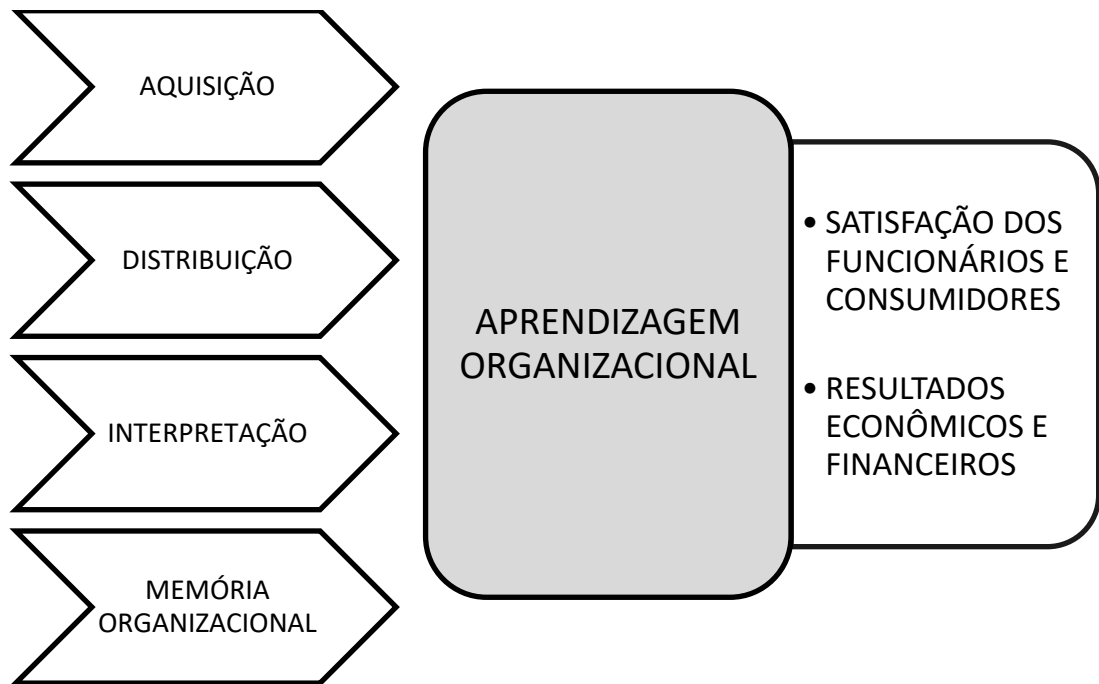 AQUISIÇÃO
DISTRIBUIÇÃO
INTERPRETAÇÃO
MEMÓRIA
ORGANIZACIONAL
APRENDIZAGEM
ORGANIZACIONAL
• SATISFAÇÃO DOS
FUNCIONÁRIOS E
CONSUMIDORES
• RESULTADOS
ECONÔMICOS E
FINANCEIROS